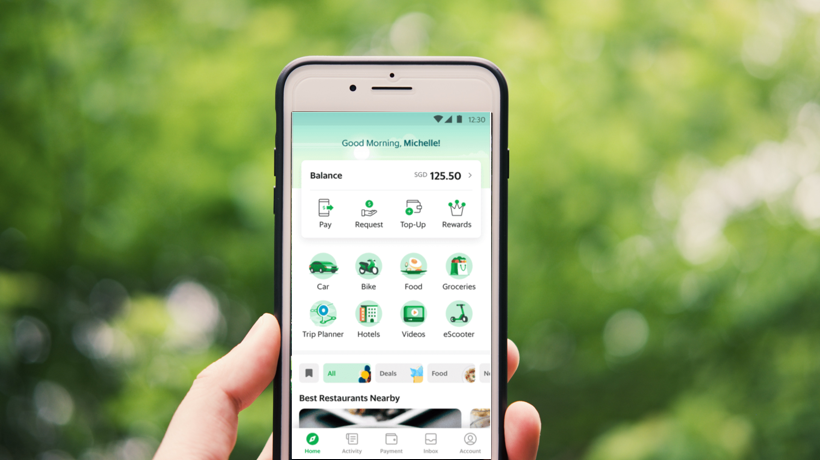 12:30
Good Morning, Michelle!
Balance SGD 125.50
Pay Request Top-Up Rewards
Car Bike Food Groceries
Trip Planner Hotels Videos eScooter
All Deals Food
Best Restaurants Nearby
Home Activity Payment Inbox Account